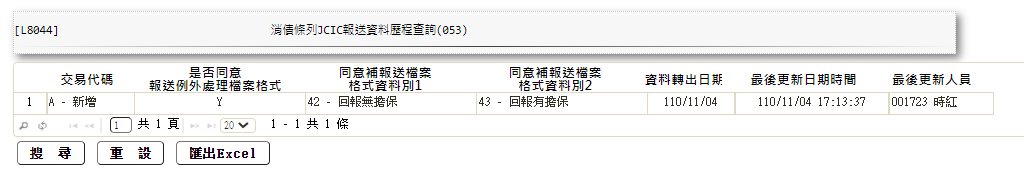 [L8044] 消債條列JCIC報送資料歷程查詢(053)
交易代碼 是否同意 報送例外處理檔案格式 同意補報送檔案 格式資料別1 同意補報送檔案 格式資料別2 資料轉出日期 最後更新日期時間 最後更新人員
1 A - 新增 Y 42 - 回報無擔保 43 - 回報有擔保 110/11/04 110/11/04 17:13:37 001723 時紅
1 共 1 頁 20 1 - 1 共 1 條
搜 尋 重 設 匯出Excel